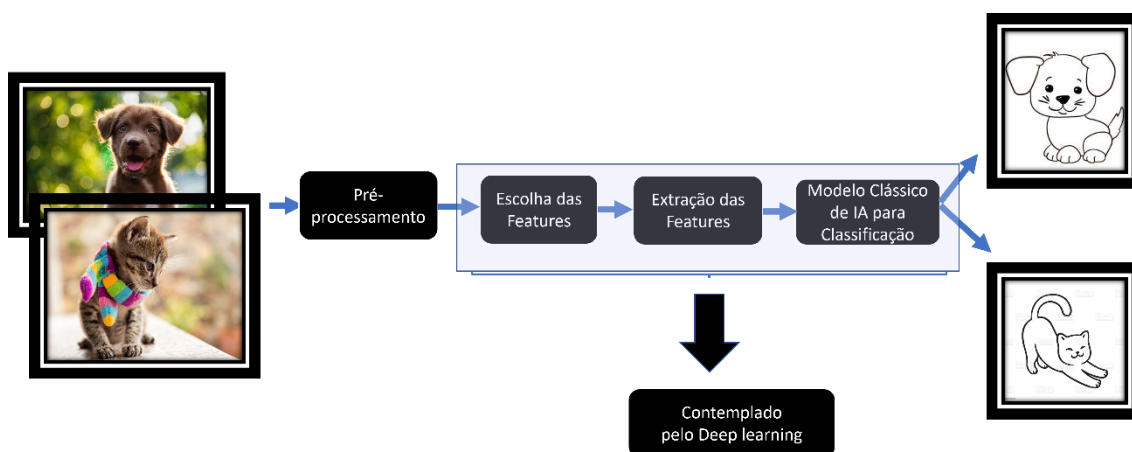 Pré-
processamento
Escolha das
Features
Extração das
Features
Modelo Clássico
de IA para
Classificação
Contemplado
pelo Deep learning